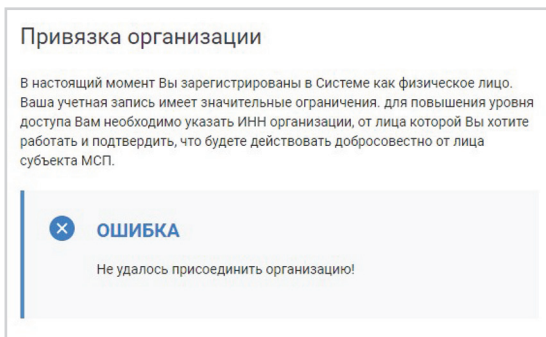 Привязка организации
В настоящий момент Вы зарегистрированы в Системе как физическое лицо.
Ваша учетная запись имеет значительные ограничения. для повышения уровня
доступа Вам необходимо указать ИНН организации, от лица которой Вы хотите
работать и подтвердить, что будете действовать добросовестно от лица
субъекта МСП.
ОШИБКА
Не удалось присоединить организацию!